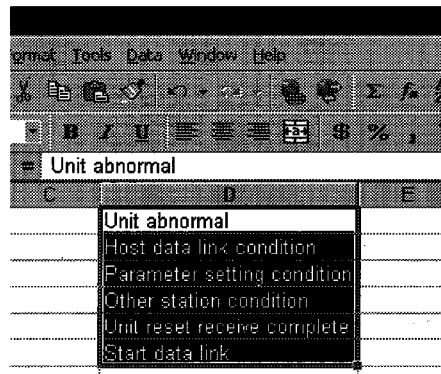 ormat Tools Data Window Help
B I U $ % ,
= Unit abnormal
C D E
Unit abnormal
Host data link condition
Parameter setting condition
Other station condition
Unit reset receive complete
Start data link